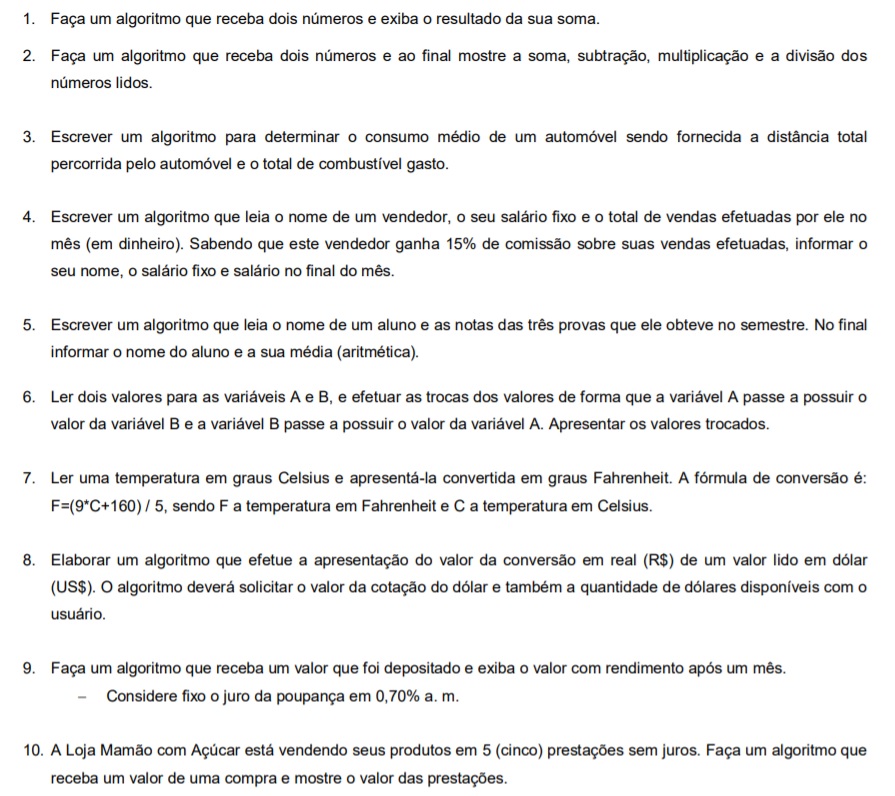 1. Faça um algoritmo que receba dois números e exiba o resultado da sua soma.
2. Faça um algoritmo que receba dois números e ao final mostre a soma, subtração, multiplicação e a divisão dos
números lidos.
3. Escrever um algoritmo para determinar o consumo médio de um automóvel sendo fornecida a distância total
percorrida pelo automóvel e o total de combustível gasto.
4. Escrever um algoritmo que leia o nome de um vendedor, o seu salário fixo e o total de vendas efetuadas por ele no
mês (em dinheiro). Sabendo que este vendedor ganha 15% de comissão sobre suas vendas efetuadas, informar o
seu nome, o salário fixo e salário no final do mês.
5. Escrever um algoritmo que leia o nome de um aluno e as notas das três provas que ele obteve no semestre. No final
informar o nome do aluno e a sua média (aritmética).
6. Ler dois valores para as variáveis A e B, e efetuar as trocas dos valores de forma que a variável A passe a possuir o
valor da variável B e a variável B passe a possuir o valor da variável A. Apresentar os valores trocados.
7. Ler uma temperatura em graus Celsius e apresentá-la convertida em graus Fahrenheit. A fórmula de conversão é:
F=(9*C+160) / 5, sendo F a temperatura em Fahrenheit e C a temperatura em Celsius.
8. Elaborar um algoritmo que efetue a apresentação do valor da conversão em real (R$) de um valor lido em dólar
(US$). O algoritmo deverá solicitar o valor da cotação do dólar e também a quantidade de dólares disponíveis com o
usuário.
9. Faça um algoritmo que receba um valor que foi depositado e exiba o valor com rendimento após um mês.
– Considere fixo o juro da poupança em 0,70% a. m.
10. A Loja Mamão com Açúcar está vendendo seus produtos em 5 (cinco) prestações sem juros. Faça um algoritmo que
receba um valor de uma compra e mostre o valor das prestações.